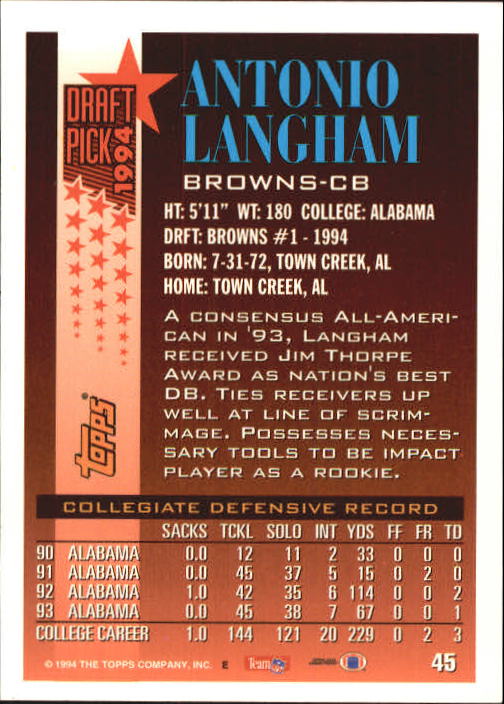 DRAFT
PICK
1994
ANTONIO
LANGHAM
BROWNS-CB
HT: 5'11" WT: 180 COLLEGE: ALABAMA
DRFT: BROWNS #1 - 1994
BORN: 7-31-72, TOWN CREEK, AL
HOME: TOWN CREEK, AL
A CONSENSUS ALL-AMERI-
CAN IN '93, LANGHAM
RECEIVED JIM THORPE
AWARD AS NATION'S BEST
DB. TIES RECEIVERS UP
WELL AT LINE OF SCRIM-
MAGE. POSSESSES NECES-
SARY TOOLS TO BE IMPACT
PLAYER AS A ROOKIE.
TOPPS®
COLLEGIATE DEFENSIVE RECORD
SACKS TCKL SOLO INT YDS FF FR TD
90 ALABAMA 0.0 12 11 2 33 0 0 0
91 ALABAMA 0.0 45 37 5 15 0 2 0
92 ALABAMA 1.0 42 35 6 114 0 0 2
93 ALABAMA 0.0 45 38 7 67 0 0 1
COLLEGE CAREER 1.0 144 121 20 229 0 2 3
© 1994 THE TOPPS COMPANY, INC. E Team NFL 45